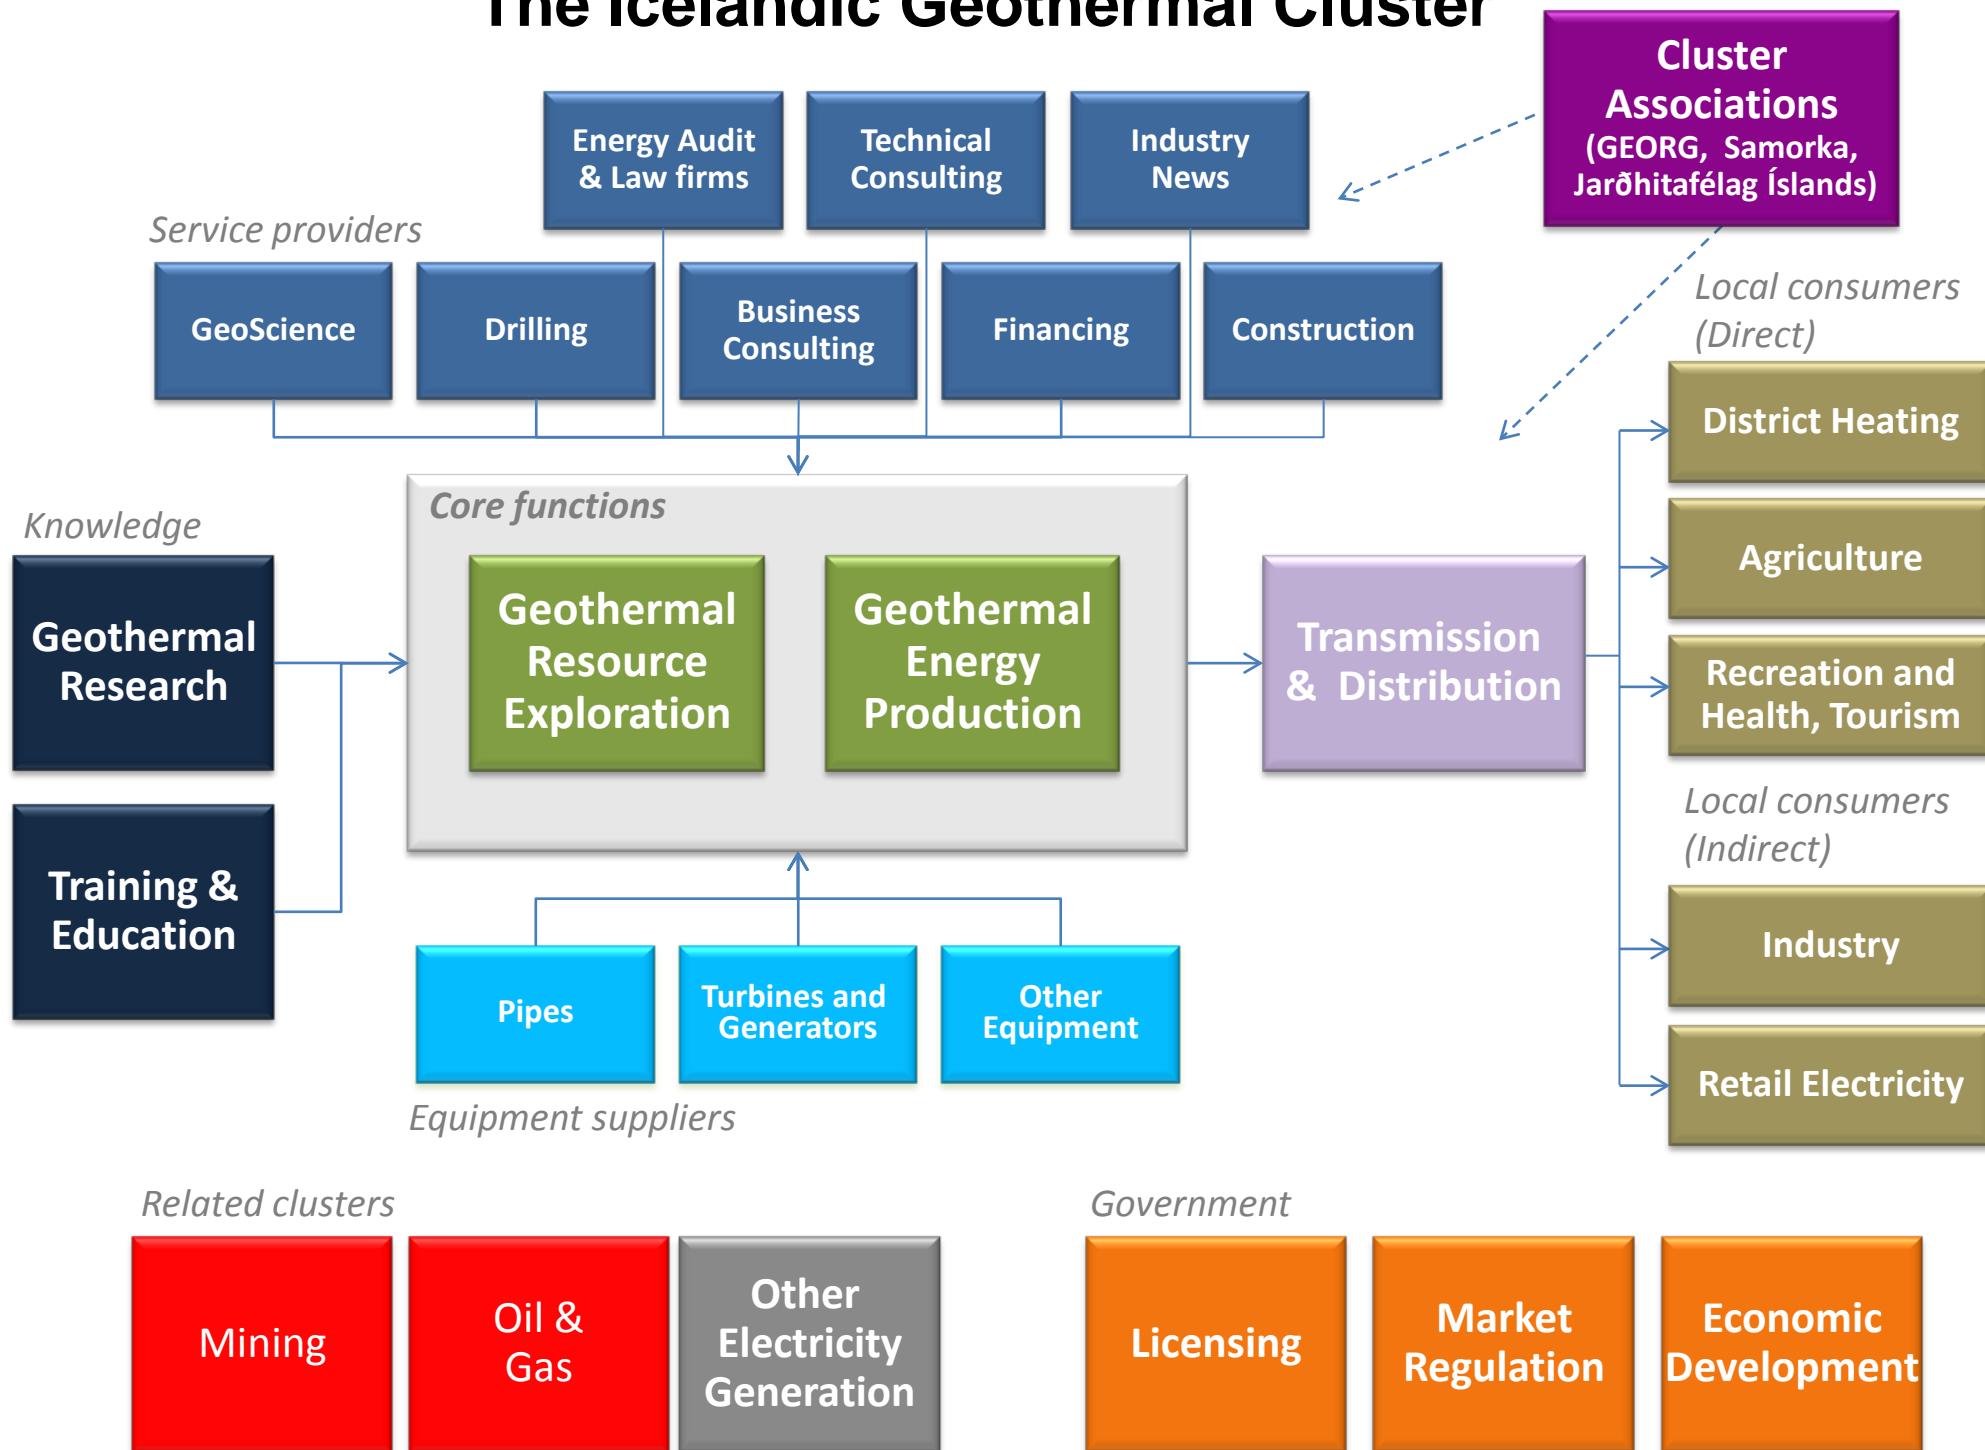 The Icelandic Geothermal Cluster
Cluster
Associations
(GEORG, Samorka,
Jarðhitafélag Íslands)
Energy Audit
& Law firms
Technical
Consulting
Industry
News
Service providers
GeoScience
Drilling
Business
Consulting
Financing
Construction
Local consumers
(Direct)
District Heating
Agriculture
Recreation and
Health, Tourism
Core functions
Knowledge
Geothermal
Research
Geothermal
Resource
Exploration
Geothermal
Energy
Production
Transmission
& Distribution
Training &
Education
Local consumers
(Indirect)
Industry
Retail Electricity
Pipes
Turbines and
Generators
Other
Equipment
Equipment suppliers
Related clusters
Mining
Oil &
Gas
Other
Electricity
Generation
Government
Licensing
Market
Regulation
Economic
Development